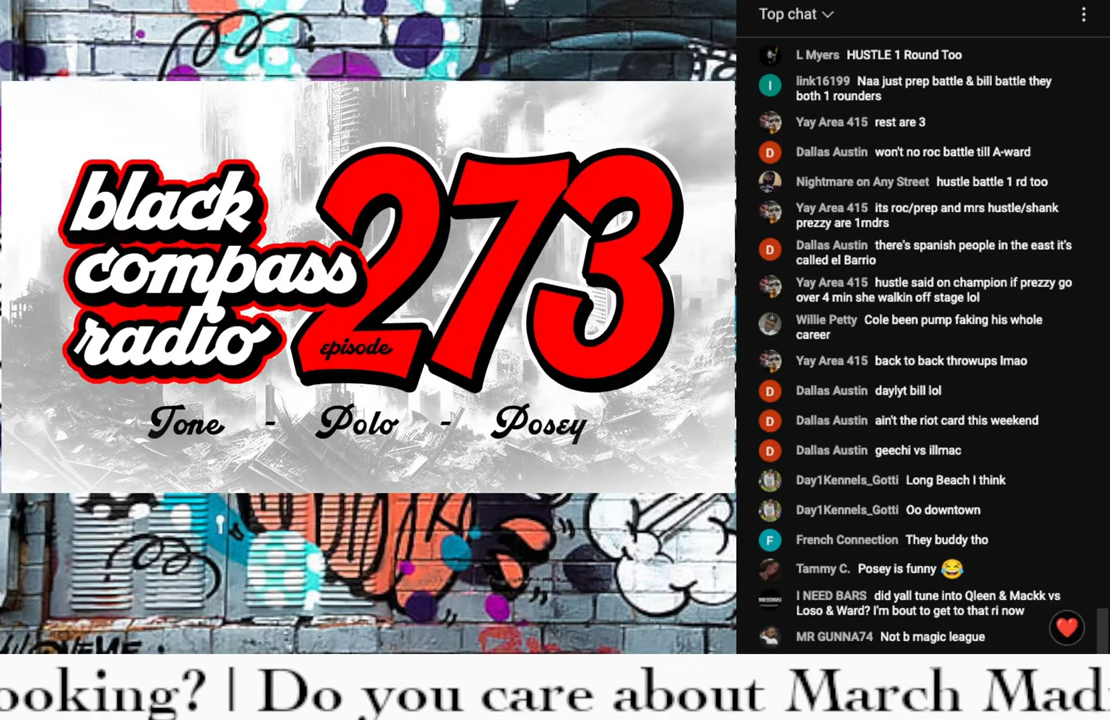 black
compass
radio
273
episode
Tone - Polo - Posey
Top chat
L Myers HUSTLE 1 Round Too
link16199 Naa just prep battle & bill battle they
both 1 rounders
Yay Area 415 rest are 3
Dallas Austin won't no roc battle till A-ward
Nightmare on Any Street hustle battle 1 rd too
Yay Area 415 its roc/prep and mrs hustle/shank
prezzy are 1mdrs
Dallas Austin there's spanish people in the east it's
called el Barrio
Yay Area 415 hustle said on champion if prezzy go
over 4 min she walkin off stage lol
Willie Petty Cole been pump faking his whole
career
Yay Area 415 back to back throwups lmao
Dallas Austin daylyt bill lol
Dallas Austin ain't the riot card this weekend
Dallas Austin geechi vs illmac
Day1Kennels_Gotti Long Beach I think
Day1Kennels_Gotti Oo downtown
French Connection They buddy tho
Tammy C. Posey is funny 😂
I NEED BARS did yall tune into Qleen & Mackk vs
Loso & Ward? I'm bout to get to that ri now
MR GUNNA74 Not b magic league
ooking? | Do you care about March Mad